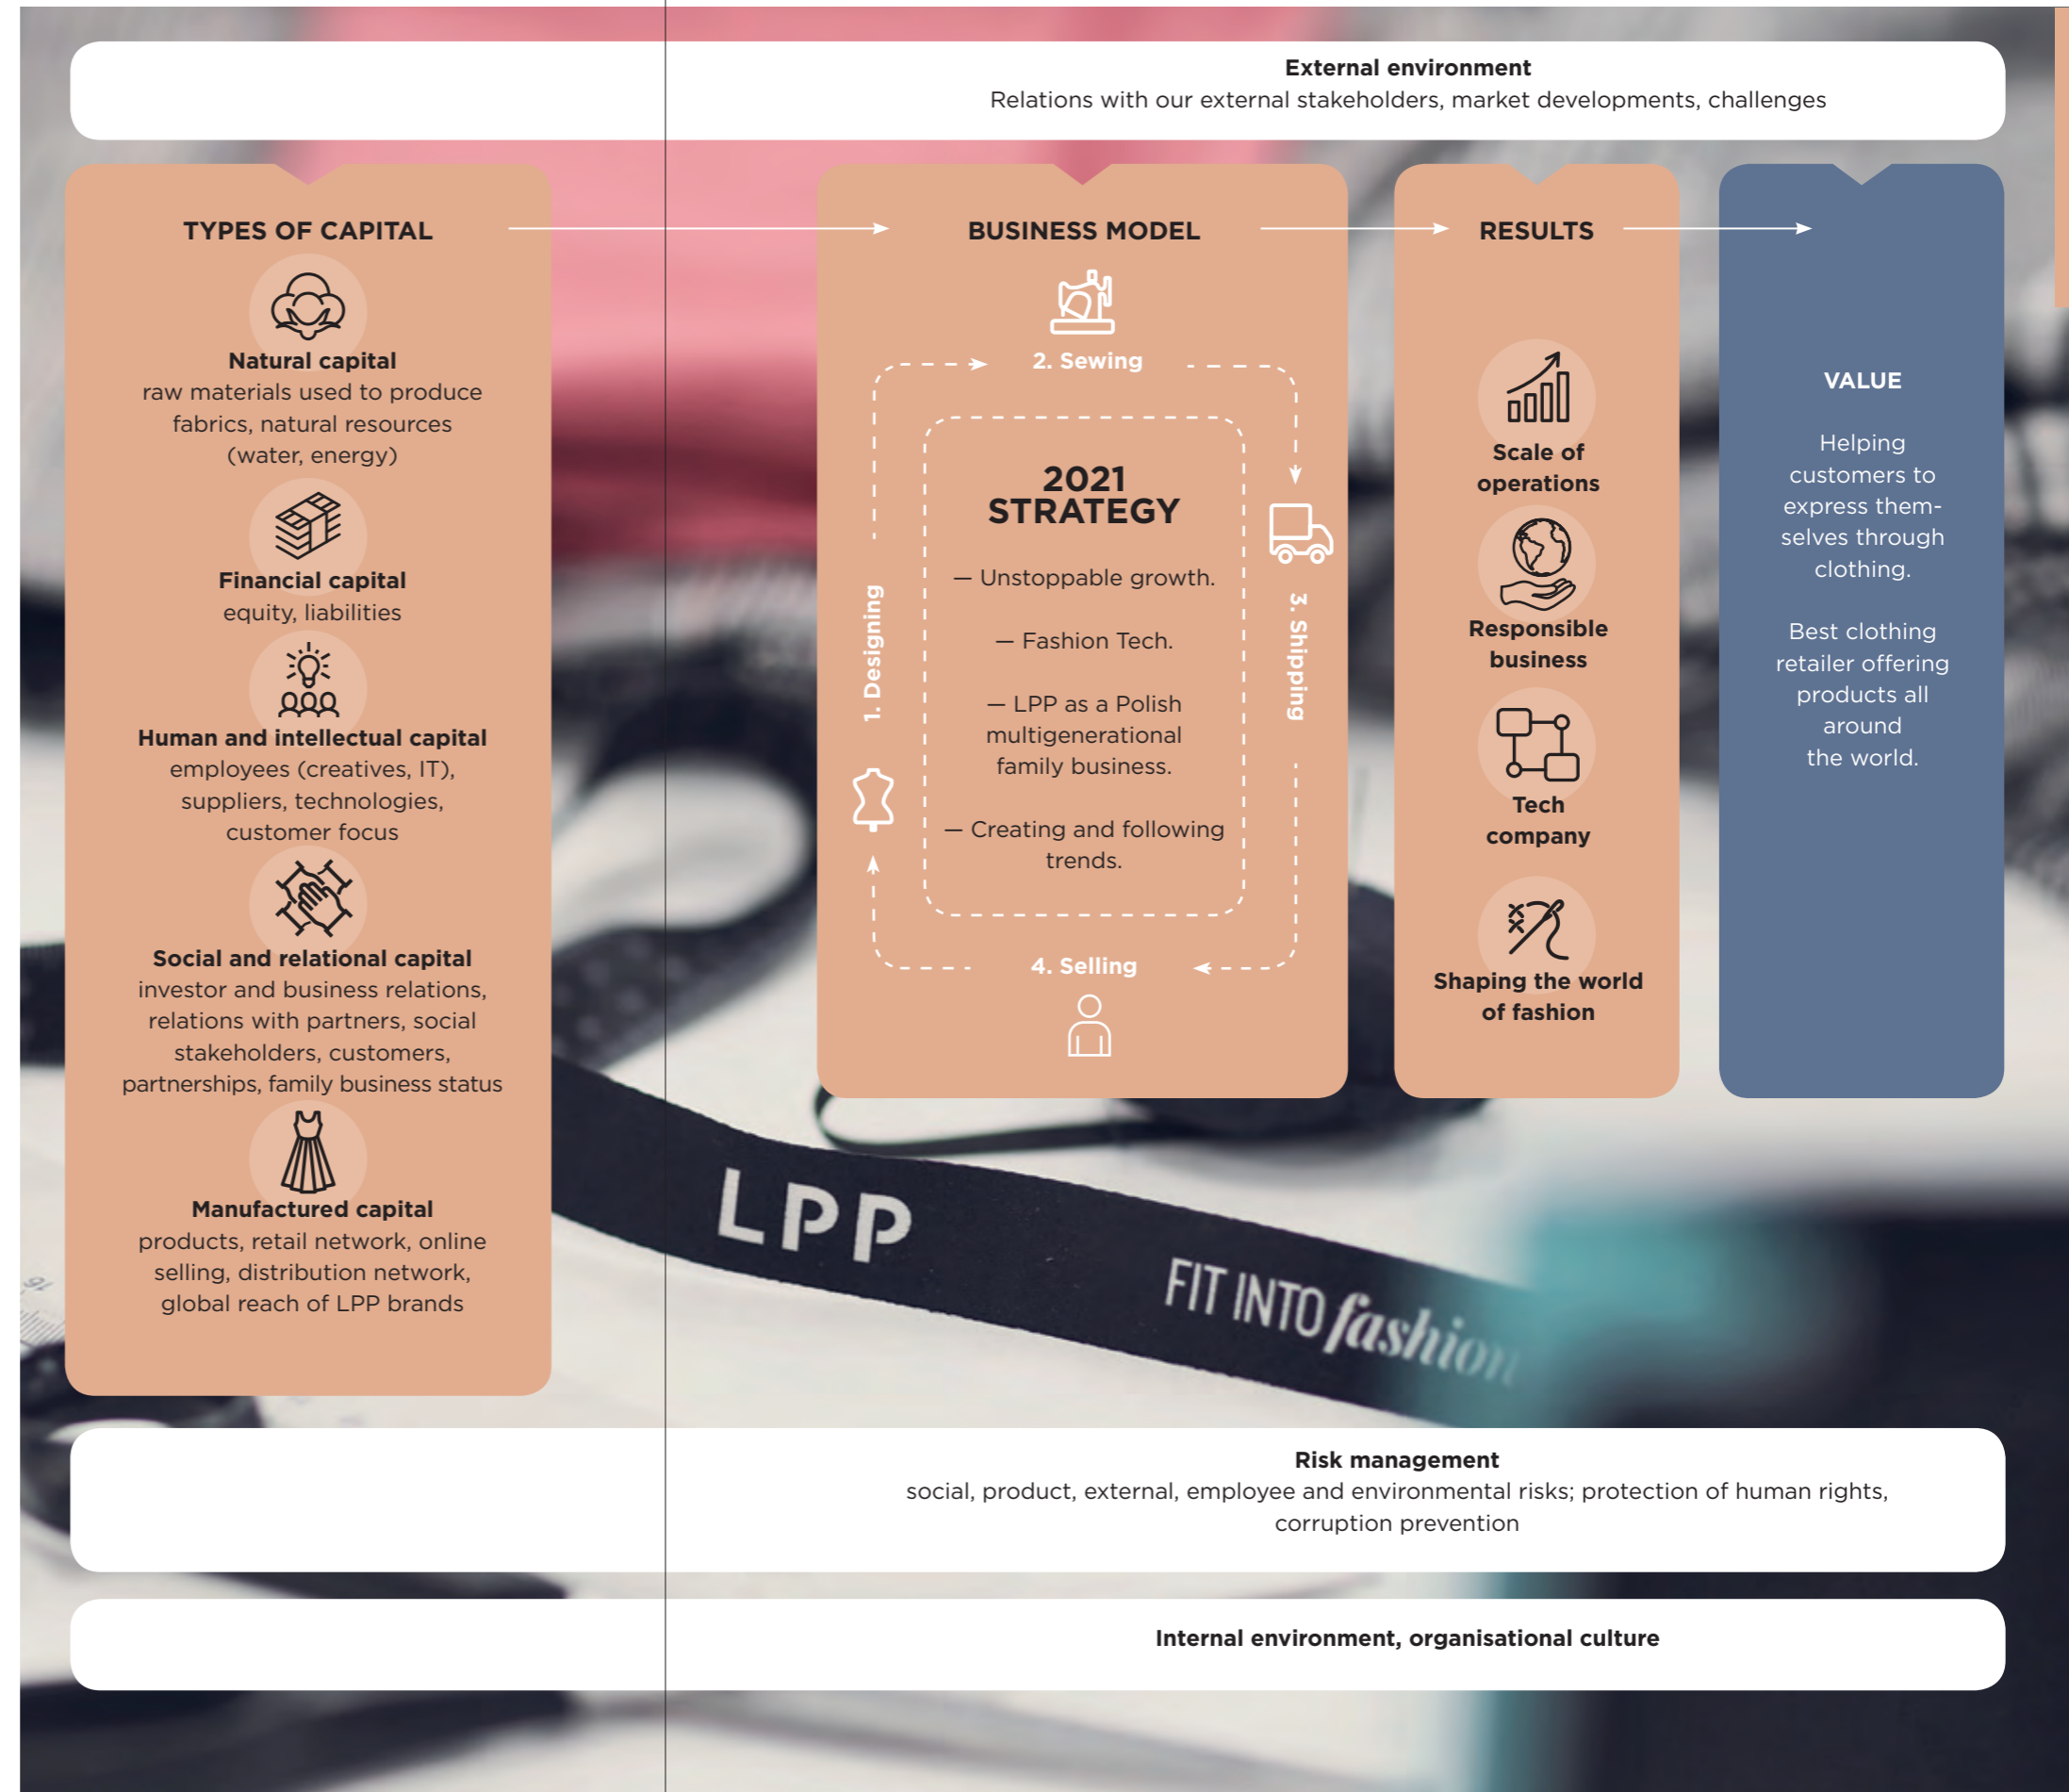 External environment
Relations with our external stakeholders, market developments, challenges
TYPES OF CAPITAL
Natural capital
raw materials used to produce
fabrics, natural resources
(water, energy)
Financial capital
equity, liabilities
Human and intellectual capital
employees (creatives, IT),
suppliers, technologies,
customer focus
Social and relational capital
investor and business relations,
relations with partners, social
stakeholders, customers,
partnerships, family business status
Manufactured capital
products, retail network, online
selling, distribution network,
global reach of LPP brands
BUSINESS MODEL
1. Designing
2. Sewing
3. Shipping
4. Selling
2021
STRATEGY
— Unstoppable growth.
— Fashion Tech.
— LPP as a Polish
multigenerational
family business.
— Creating and following
trends.
RESULTS
Scale of
operations
Responsible
business
Tech
company
Shaping the world
of fashion
VALUE
Helping
customers to
express them-
selves through
clothing.
Best clothing
retailer offering
products all
around
the world.
LPP
FIT INTO fashion
Risk management
social, product, external, employee and environmental risks; protection of human rights,
corruption prevention
Internal environment, organisational culture